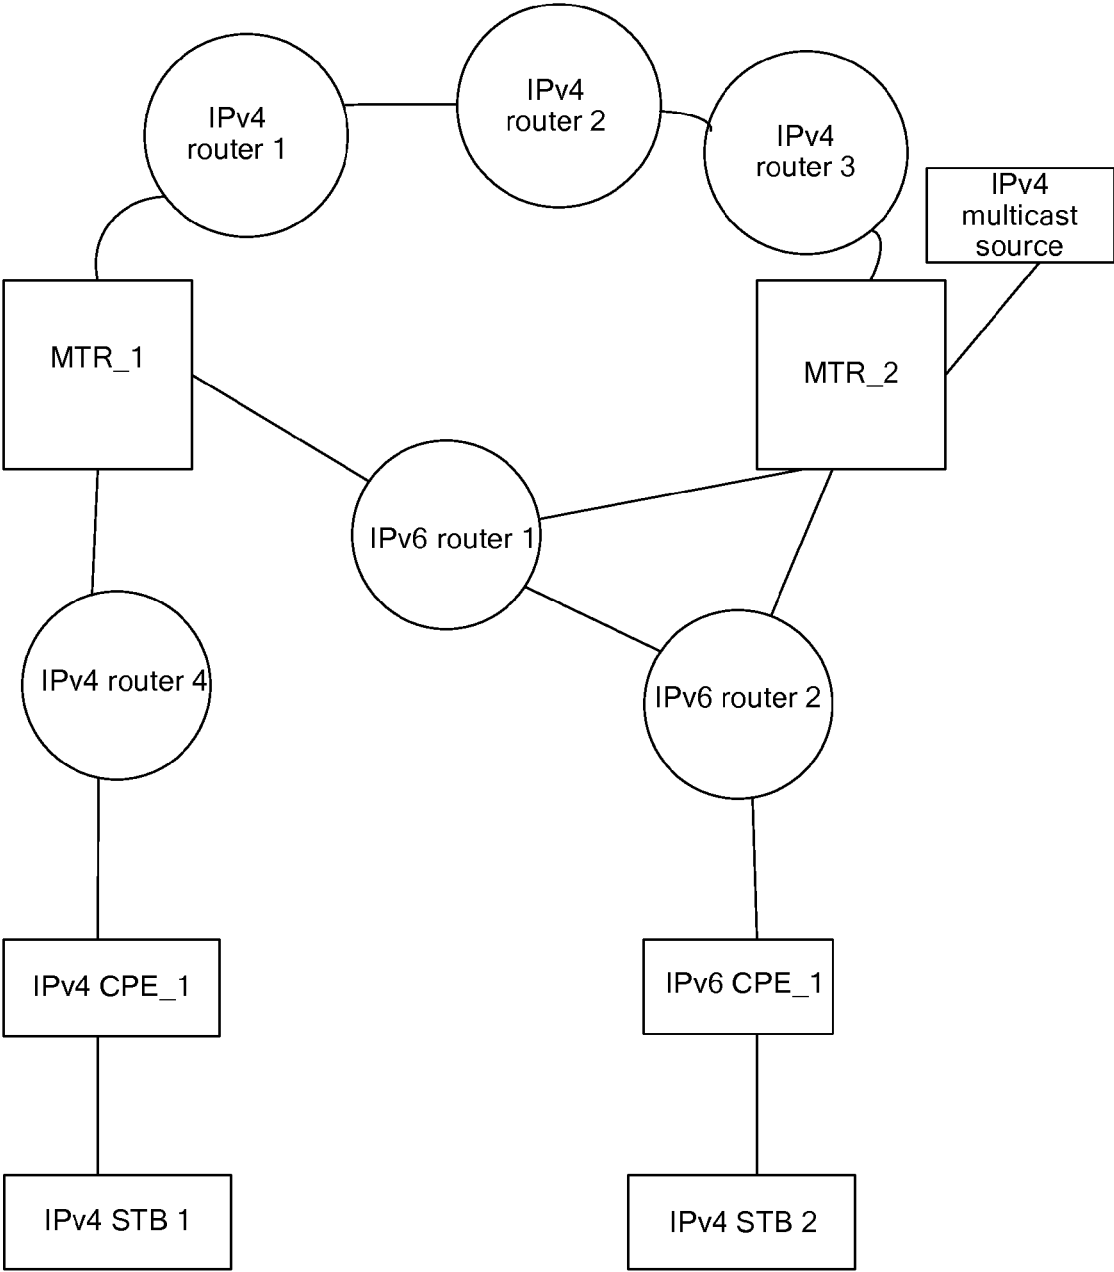 IPv4
router 1
IPv4
router 2
IPv4
router 3
IPv4
multicast
source
MTR_1
MTR_2
IPv6 router 1
IPv4 router 4
IPv6 router 2
IPv4 CPE_1
IPv6 CPE_1
IPv4 STB 1
IPv4 STB 2